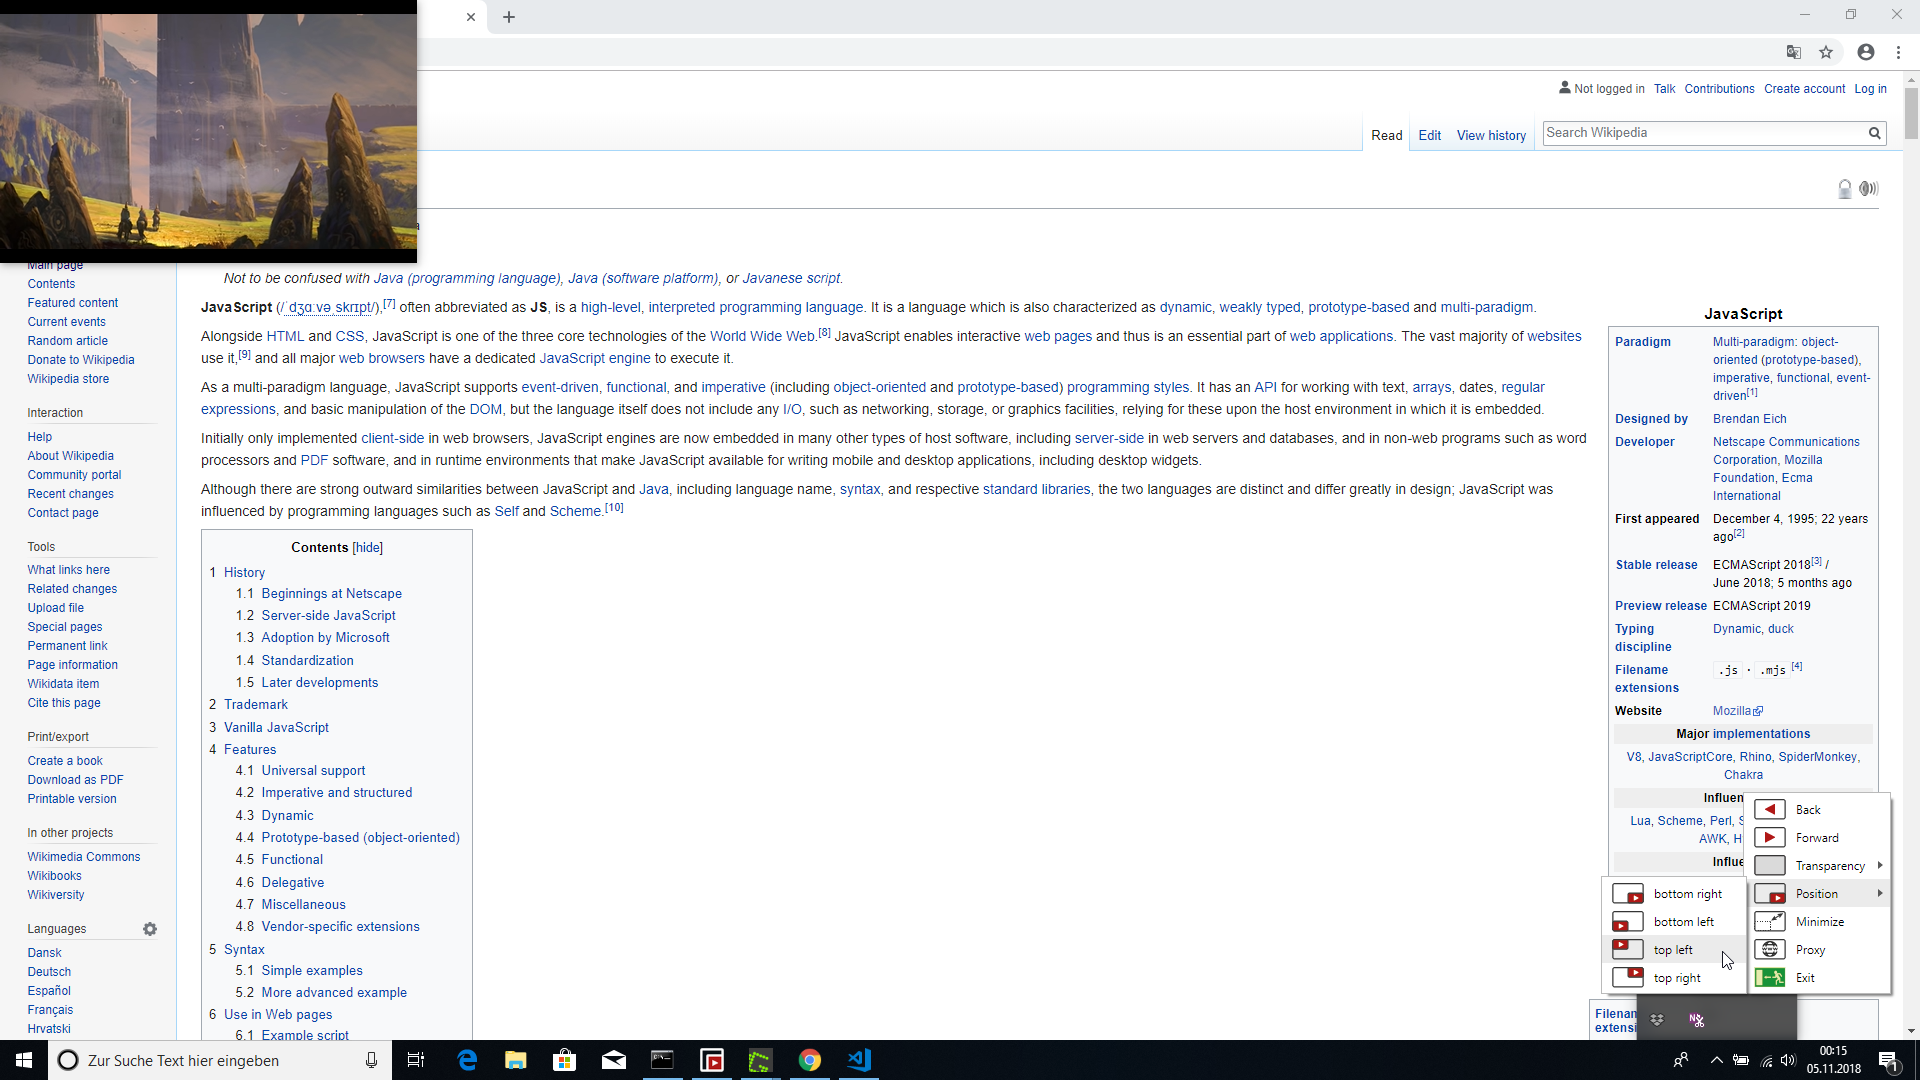 Not logged in Talk Contributions Create account Log in
Read Edit View history Search Wikipedia
Not to be confused with Java (programming language), Java (software platform), or Javanese script.
JavaScript (/ˈdʒɑːvəˌskrɪpt/),[7] often abbreviated as JS, is a high-level, interpreted programming language. It is a language which is also characterized as dynamic, weakly typed, prototype-based and multi-paradigm.
Alongside HTML and CSS, JavaScript is one of the three core technologies of the World Wide Web.[8] JavaScript enables interactive web pages and thus is an essential part of web applications. The vast majority of websites
use it,[9] and all major web browsers have a dedicated JavaScript engine to execute it.
As a multi-paradigm language, JavaScript supports event-driven, functional, and imperative (including object-oriented and prototype-based) programming styles. It has an API for working with text, arrays, dates, regular
expressions, and basic manipulation of the DOM, but the language itself does not include any I/O, such as networking, storage, or graphics facilities, relying for these upon the host environment in which it is embedded.
Initially only implemented client-side in web browsers, JavaScript engines are now embedded in many other types of host software, including server-side in web servers and databases, and in non-web programs such as word
processors and PDF software, and in runtime environments that make JavaScript available for writing mobile and desktop applications, including desktop widgets.
Although there are strong outward similarities between JavaScript and Java, including language name, syntax, and respective standard libraries, the two languages are distinct and differ greatly in design; JavaScript was
influenced by programming languages such as Self and Scheme.[10]
Main page
Contents
Featured content
Current events
Random article
Donate to Wikipedia
Wikipedia store
Interaction
Help
About Wikipedia
Community portal
Recent changes
Contact page
Tools
What links here
Related changes
Upload file
Special pages
Permanent link
Page information
Wikidata item
Cite this page
Print/export
Create a book
Download as PDF
Printable version
In other projects
Wikimedia Commons
Wikibooks
Wikiversity
Languages
Dansk
Deutsch
Español
Français
Hrvatski
Contents [hide]
1 History
1.1 Beginnings at Netscape
1.2 Server-side JavaScript
1.3 Adoption by Microsoft
1.4 Standardization
1.5 Later developments
2 Trademark
3 Vanilla JavaScript
4 Features
4.1 Universal support
4.2 Imperative and structured
4.3 Dynamic
4.4 Prototype-based (object-oriented)
4.5 Functional
4.6 Delegative
4.7 Miscellaneous
4.8 Vendor-specific extensions
5 Syntax
5.1 Simple examples
5.2 More advanced example
6 Use in Web pages
6.1 Example script
JavaScript
Paradigm Multi-paradigm: object-
oriented (prototype-based),
imperative, functional, event-
driven[1]
Designed by Brendan Eich
Developer Netscape Communications
Corporation, Mozilla
Foundation, Ecma
International
First appeared December 4, 1995; 22 years
ago[2]
Stable release ECMAScript 2018[3] /
June 2018; 5 months ago
Preview release ECMAScript 2019
Typing Dynamic, duck
discipline
Filename .js · .mjs [4]
extensions
Website Mozilla
Major implementations
V8, JavaScriptCore, Rhino, SpiderMonkey,
Chakra
Influen
Lua, Scheme, Perl, S
AWK, H
Influe
Filenam
extensi
Back
Forward
Transparency
Position
Minimize
Proxy
Exit
bottom right
bottom left
top left
top right
Zur Suche Text hier eingeben
00:15
05.11.2018
1